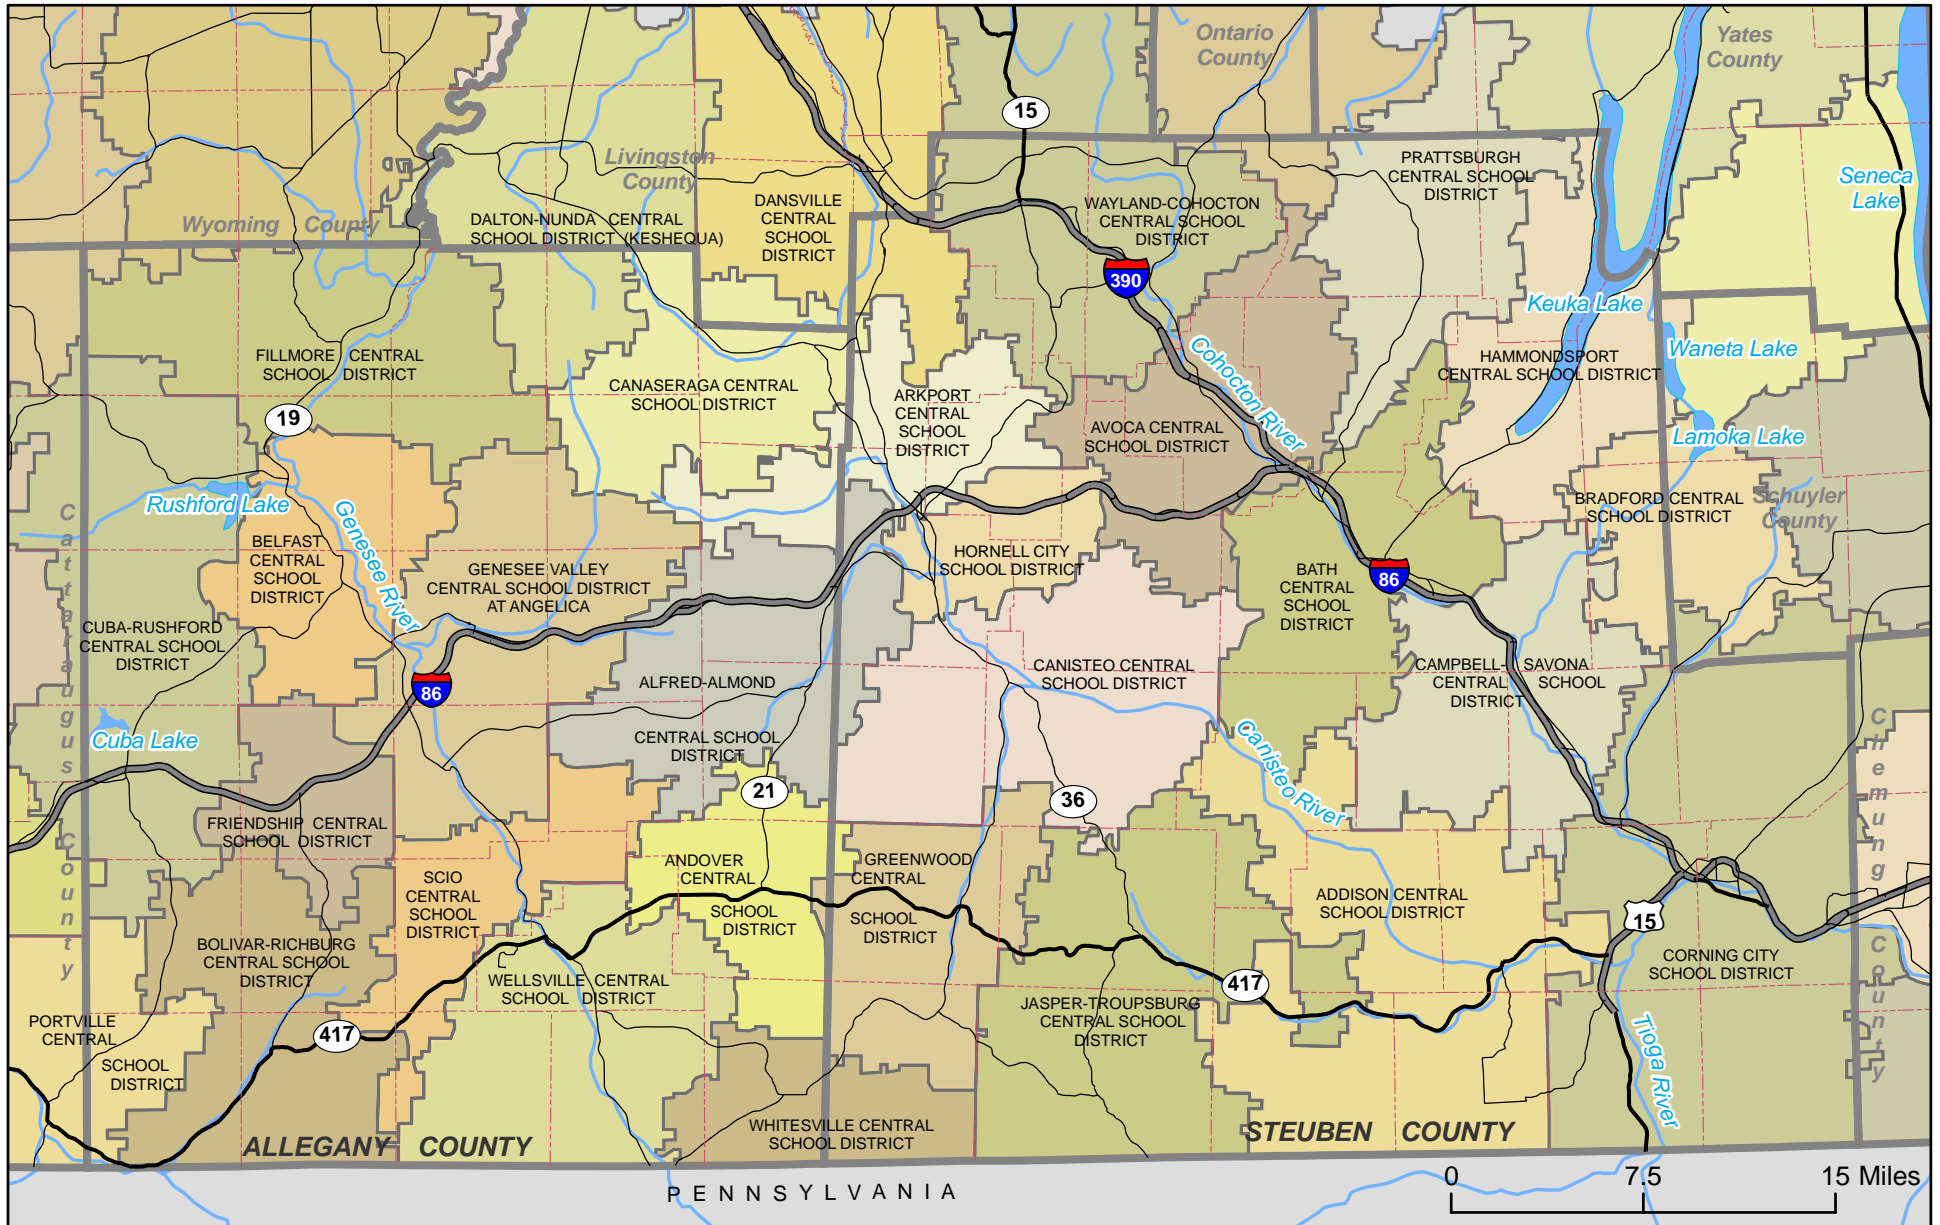 Ontario
County
Yates
County
15
Livingston
County
PRATTSBURGH
CENTRAL SCHOOL
DISTRICT
Seneca
Lake
Wyoming County
DALTON-NUNDA CENTRAL
SCHOOL DISTRICT (KESHEQUA)
DANSVILLE
CENTRAL
SCHOOL
DISTRICT
WAYLAND-COHOCTON
CENTRAL SCHOOL
DISTRICT
390
Keuka Lake
Cohocton River
Waneta Lake
FILLMORE CENTRAL
SCHOOL DISTRICT
CANASERAGA CENTRAL
SCHOOL DISTRICT
HAMMONDSPORT
CENTRAL SCHOOL DISTRICT
ARKPORT
CENTRAL
SCHOOL
DISTRICT
19
AVOCA CENTRAL
SCHOOL DISTRICT
Lamoka Lake
Rushford Lake
Genesee River
Cattaraugus County
BRADFORD CENTRAL
SCHOOL DISTRICT
Schuyler
County
BELFAST
CENTRAL
SCHOOL
DISTRICT
GENESEE VALLEY
CENTRAL SCHOOL DISTRICT
AT ANGELICA
HORNELL CITY
SCHOOL DISTRICT
BATH
CENTRAL
SCHOOL
DISTRICT
86
CUBA-RUSHFORD
CENTRAL SCHOOL
DISTRICT
86
ALFRED-ALMOND
CENTRAL SCHOOL
DISTRICT
CANISTEO CENTRAL
SCHOOL DISTRICT
CAMPBELL- SAVONA
CENTRAL SCHOOL
DISTRICT
Cuba Lake
Canisteo River
Chemung County
21
36
FRIENDSHIP CENTRAL
SCHOOL DISTRICT
SCIO
CENTRAL
SCHOOL
DISTRICT
ANDOVER
CENTRAL
SCHOOL
DISTRICT
GREENWOOD
CENTRAL
SCHOOL
DISTRICT
ADDISON CENTRAL
SCHOOL DISTRICT
15
BOLIVAR-RICHBURG
CENTRAL SCHOOL
DISTRICT
WELLSVILLE CENTRAL
SCHOOL DISTRICT
417
CORNING CITY
SCHOOL DISTRICT
PORTVILLE
CENTRAL
SCHOOL
DISTRICT
417
JASPER-TROUPSBURG
CENTRAL SCHOOL
DISTRICT
Tioga River
WHITESVILLE CENTRAL
SCHOOL DISTRICT
ALLEGANY COUNTY
STEUBEN COUNTY
PENNSYLVANIA
0 7.5 15 Miles